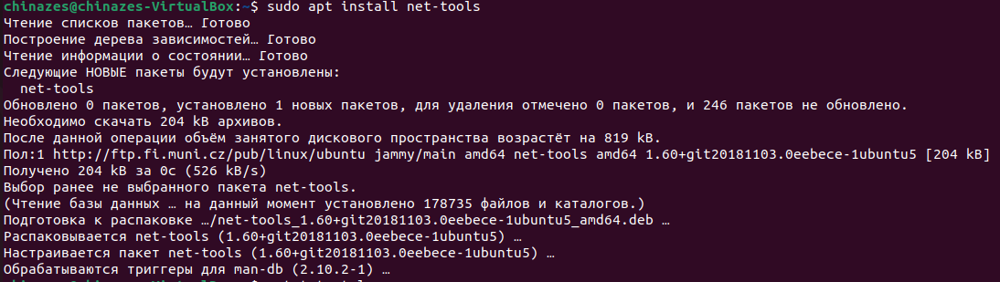 chinazes@chinazes-VirtualBox:~$ sudo apt install net-tools
Чтение списков пакетов… Готово
Построение дерева зависимостей… Готово
Чтение информации о состоянии… Готово
Следующие НОВЫЕ пакеты будут установлены:
  net-tools
Обновлено 0 пакетов, установлено 1 новых пакетов, для удаления отмечено 0 пакетов, и 246 пакетов не обновлено.
Необходимо скачать 204 kB архивов.
После данной операции объём занятого дискового пространства возрастёт на 819 kB.
Пол:1 http://ftp.fi.muni.cz/pub/linux/ubuntu jammy/main amd64 net-tools amd64 1.60+git20181103.0eebece-1ubuntu5 [204 kB]
Получено 204 kB за 0с (526 kB/s)
Выбор ранее не выбранного пакета net-tools.
(Чтение базы данных … на данный момент установлено 178735 файлов и каталогов.)
Подготовка к распаковке …/net-tools_1.60+git20181103.0eebece-1ubuntu5_amd64.deb …
Распаковывается net-tools (1.60+git20181103.0eebece-1ubuntu5) …
Настраивается пакет net-tools (1.60+git20181103.0eebece-1ubuntu5) …
Обрабатываются триггеры для man-db (2.10.2-1) …